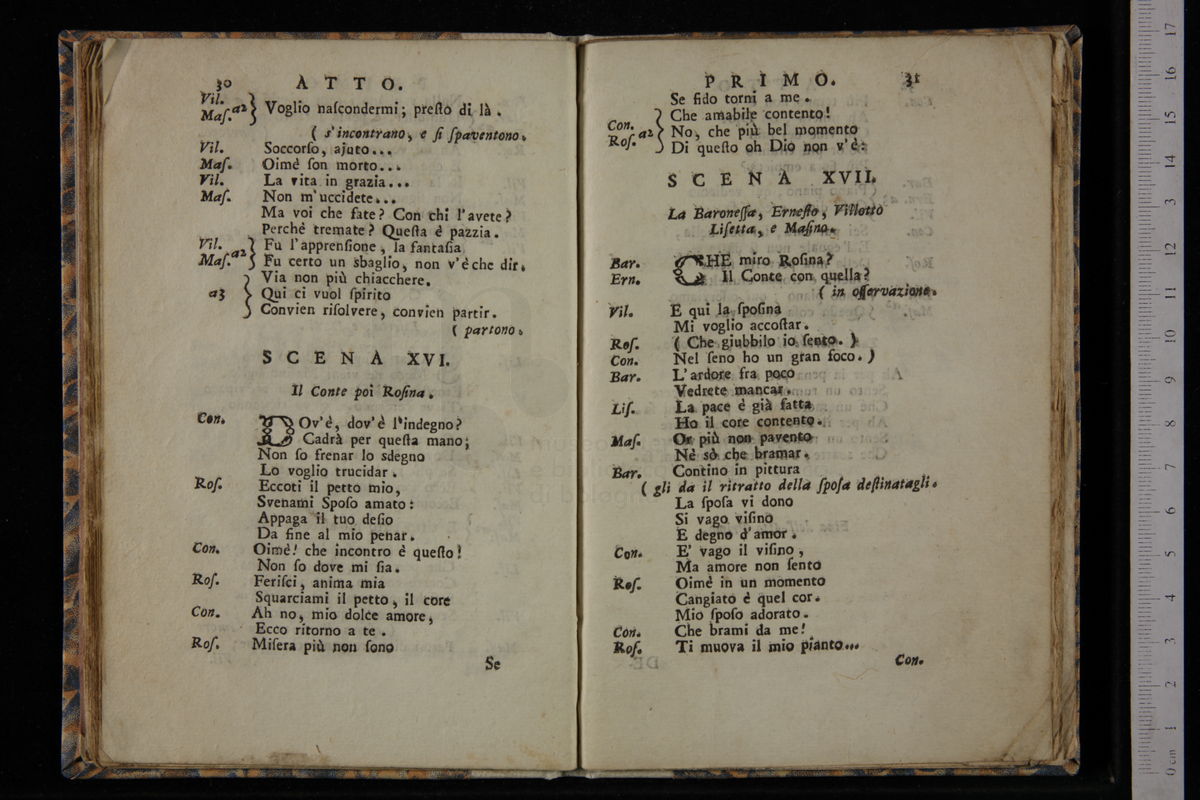 30 ATTO.
Vil. Maſ. a2 } Voglio naſcondermi; preſto di là.
( s'incontrano, e ſi ſpaventono.
Vil. Soccorſo, ajuto...
Maſ. Oimè ſon morto...
Vil. La vita in grazia...
Maſ. Non m'uccidete...
Ma voi che fate? Con chi l'avete?
Perchè tremate? Queſta è pazzia.
Vil. Maſ. a2 } Fu l'apprenſione, la fantaſia
Fu certo un sbaglio, non v'è che dir.
a3 } Via non più chiacchere.
Qui ci vuol ſpirito
Convien riſolvere, convien partir.
( partono.
SCENA XVI.
Il Conte poi Roſina.
Con. DOv'è, dov'è l'indegno?
Cadrà per queſta mano;
Non ſo frenar lo sdegno
Lo voglio trucidar.
Roſ. Eccoti il petto mio,
Svenami Spoſo amato:
Appaga il tuo deſio
Da fine al mio penar.
Con. Oimè! che incontro è queſto!
Non ſo dove mi ſia.
Roſ. Feriſci, anima mia
Squarciami il petto, il core
Con. Ah no, mio dolce amore,
Ecco ritorno a te.
Roſ. Miſera più non ſono
Se
PRIMO. 31
Se fido torni a me.
Con. Roſ. a2 } Che amabile contento!
No, che più bel momento
Di queſto oh Dio non v'è:
SCENA XVII.
La Baroneſſa, Erneſto, Villotto
Liſetta, e Maſino.
Bar. CHE miro Roſina?
Ern. Il Conte con quella?
( in oſſervazione.
Vil. E qui la ſpoſina
Mi voglio accoſtar.
Roſ. ( Che giubbilo io ſento. )
Con. Nel ſeno ho un gran foco. )
Bar. L'ardore fra poco
Vedrete mancar.
Liſ. La pace è già fatta
Ho il core contento.
Maſ. Or più non pavento
Nè sò che bramar.
Bar. Contino in pittura
( gli da il ritratto della ſpoſa deſtinatagli.
La ſpoſa vi dono
Si vago viſino
E degno d'amor.
Con. E' vago il viſino,
Ma amore non ſento
Roſ. Oimè in un momento
Cangiato è quel cor.
Mio ſpoſo adorato.
Con. Che brami da me!
Roſ. Ti muova il mio pianto...
Con.